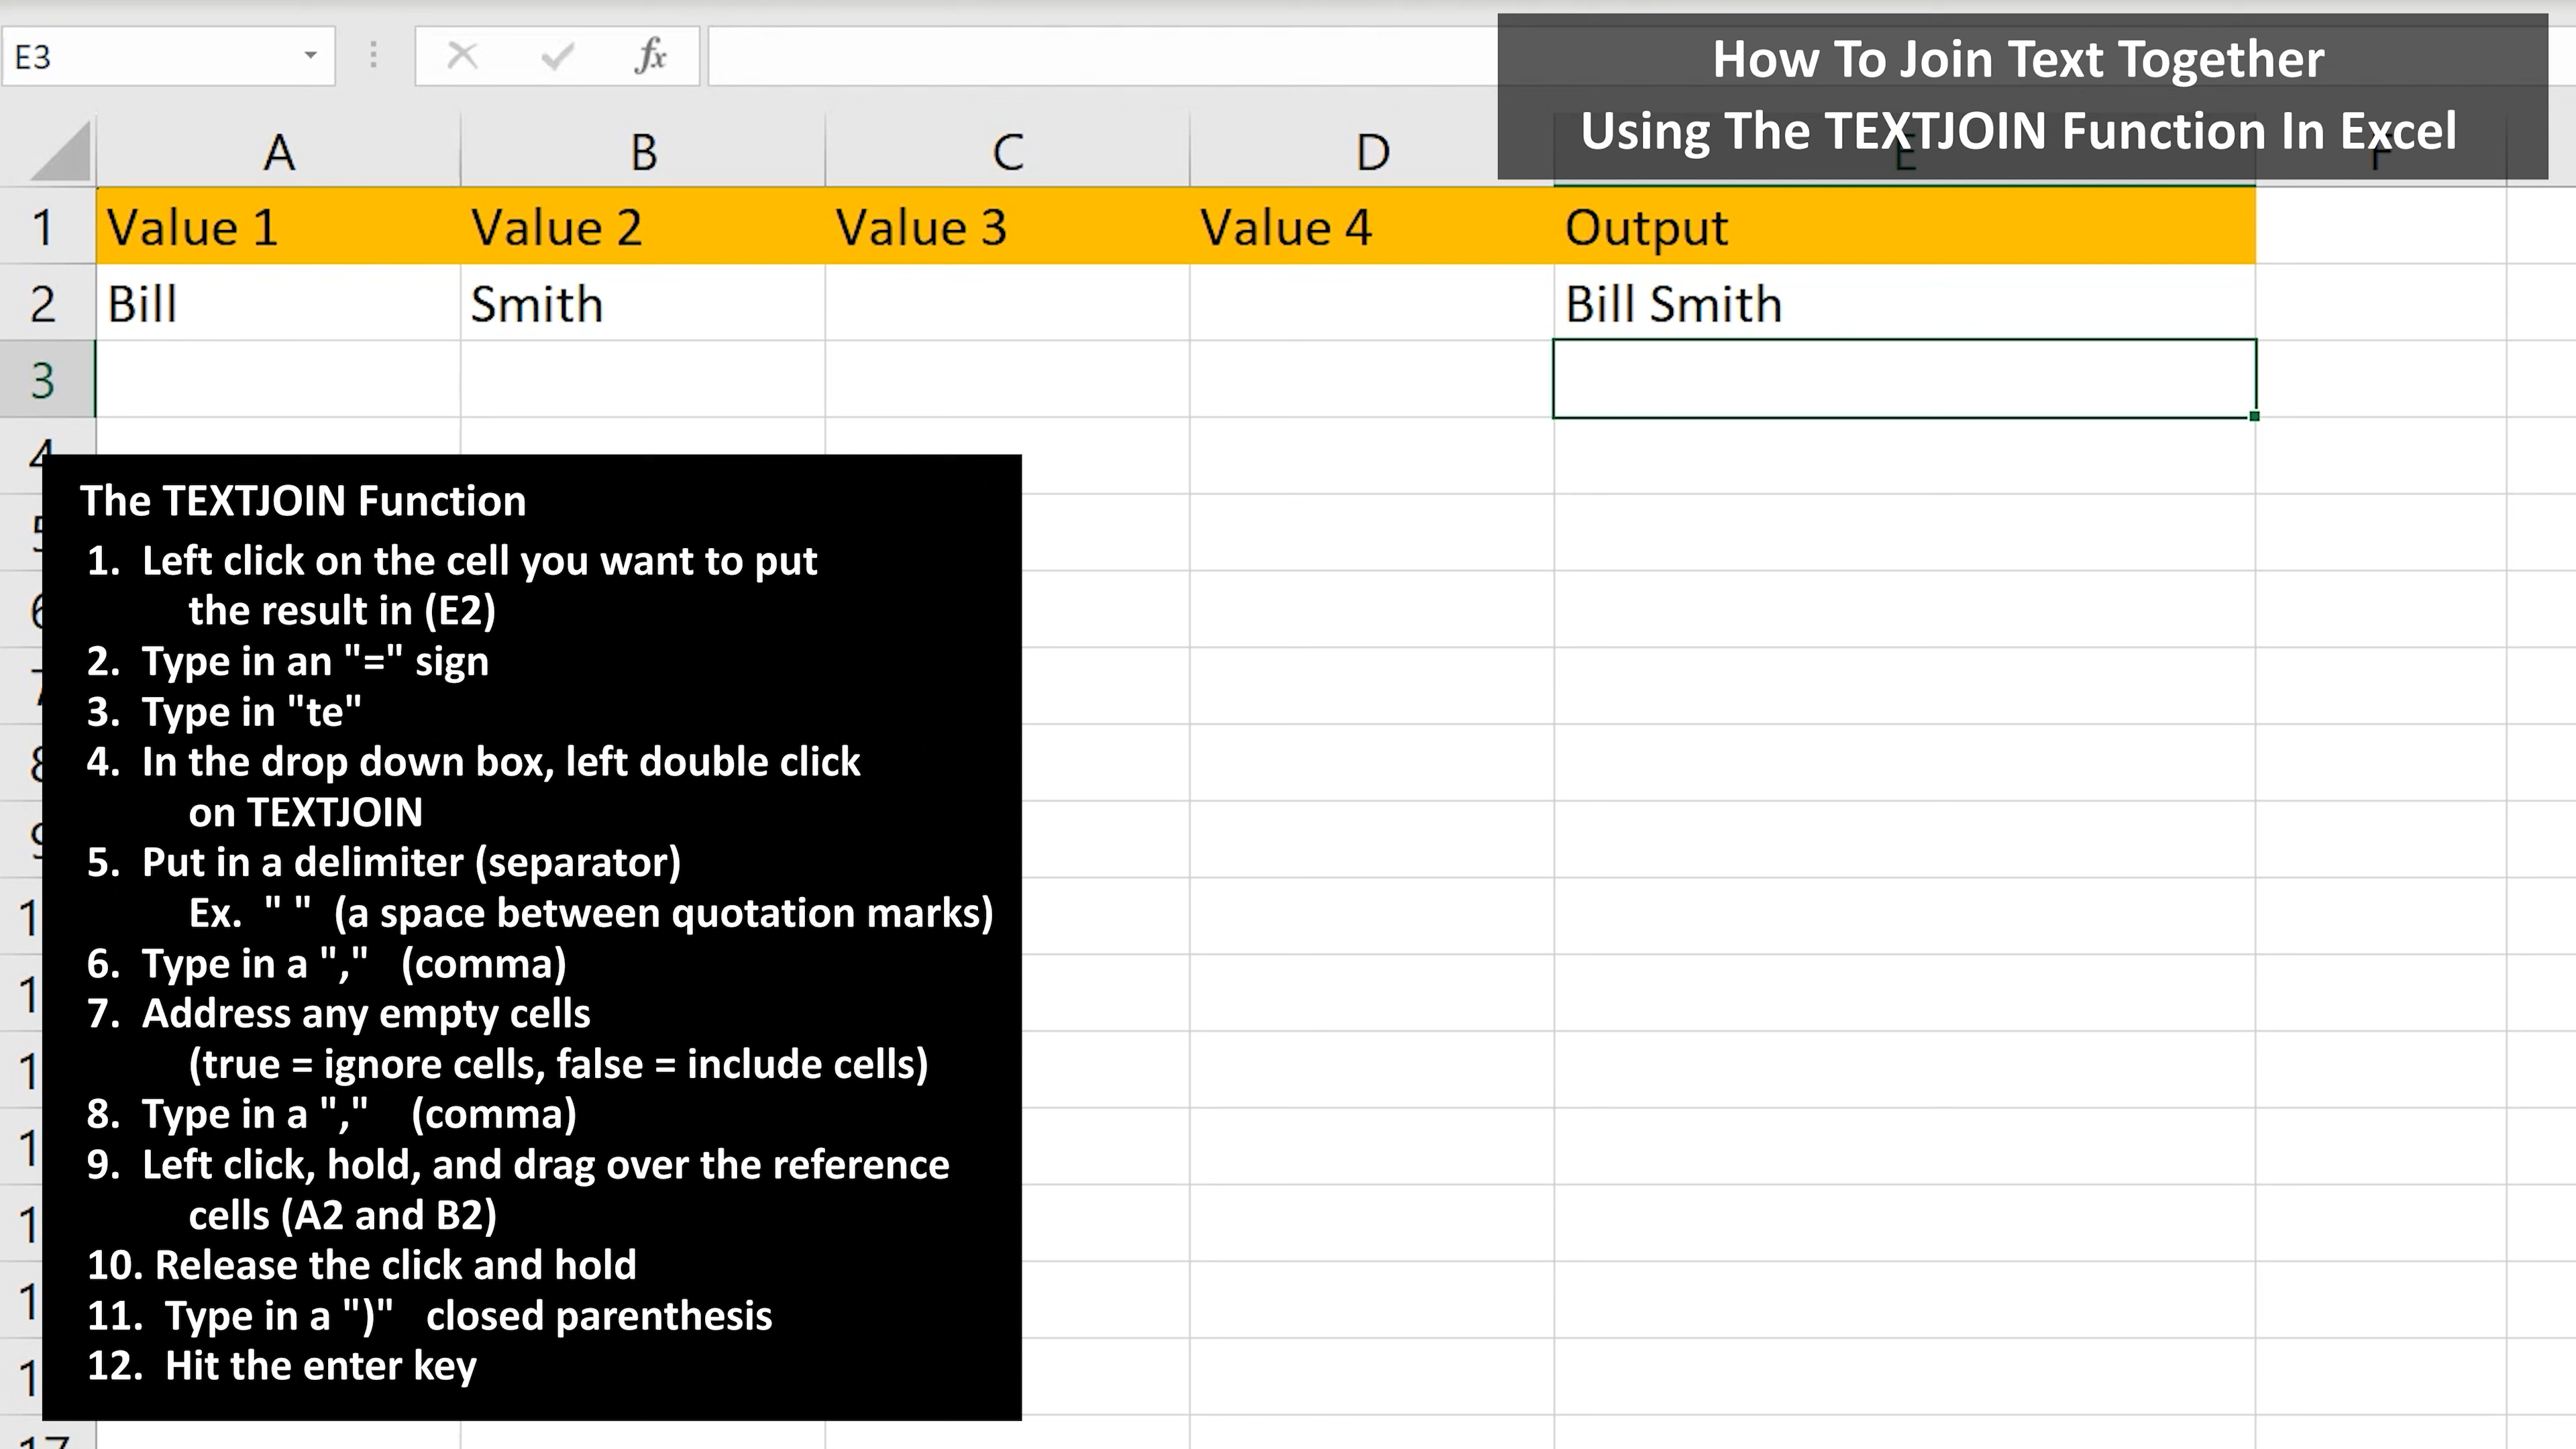 E3
fx
How To Join Text Together
Using The TEXTJOIN Function In Excel
A B C D E F
1 Value 1 Value 2 Value 3 Value 4 Output
2 Bill Smith Bill Smith
3
4
The TEXTJOIN Function
1. Left click on the cell you want to put
the result in (E2)
2. Type in an "=" sign
3. Type in "te"
4. In the drop down box, left double click
on TEXTJOIN
5. Put in a delimiter (separator)
Ex. " " (a space between quotation marks)
6. Type in a "," (comma)
7. Address any empty cells
(true = ignore cells, false = include cells)
8. Type in a "," (comma)
9. Left click, hold, and drag over the reference
cells (A2 and B2)
10. Release the click and hold
11. Type in a ")" closed parenthesis
12. Hit the enter key
17